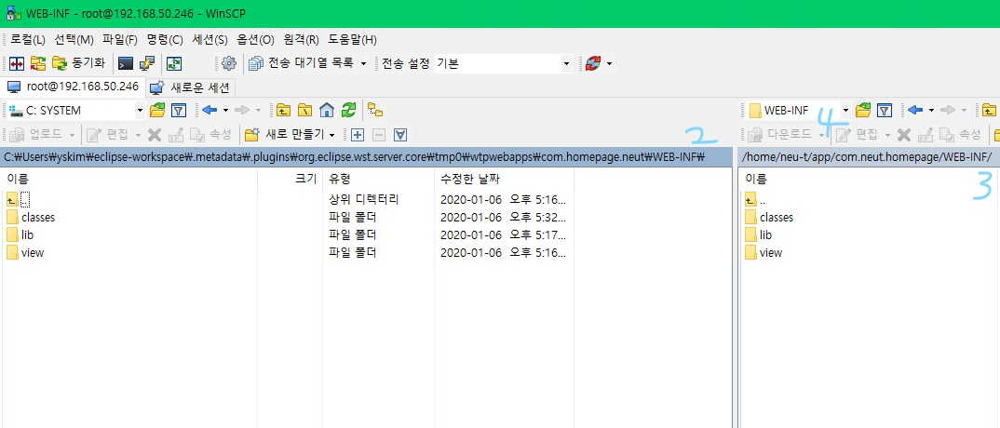 WEB-INF - root@192.168.50.246 - WinSCP
로컬(L) 선택(M) 파일(F) 명령(C) 세션(S) 옵션(O) 원격(R) 도움말(H)
동기화 전송 대기열 목록 전송 설정 기본
root@192.168.50.246 새로운 세션
C: SYSTEM WEB-INF 4
업로드 편집 속성 새로 만들기 2 다운로드 편집 속성
C:₩Users₩yskim₩eclipse-workspace₩.metadata₩.plugins₩org.eclipse.wst.server.core₩tmp0₩wtpwebapps₩com.homepage.neut₩WEB-INF₩ /home/neu-t/app/com.neut.homepage/WEB-INF/
이름 크기 유형 수정한 날짜 이름 3
.. 상위 디렉터리 2020-01-06 오후 5:16... ..
classes 파일 폴더 2020-01-06 오후 5:32... classes
lib 파일 폴더 2020-01-06 오후 5:17... lib
view 파일 폴더 2020-01-06 오후 5:16... view